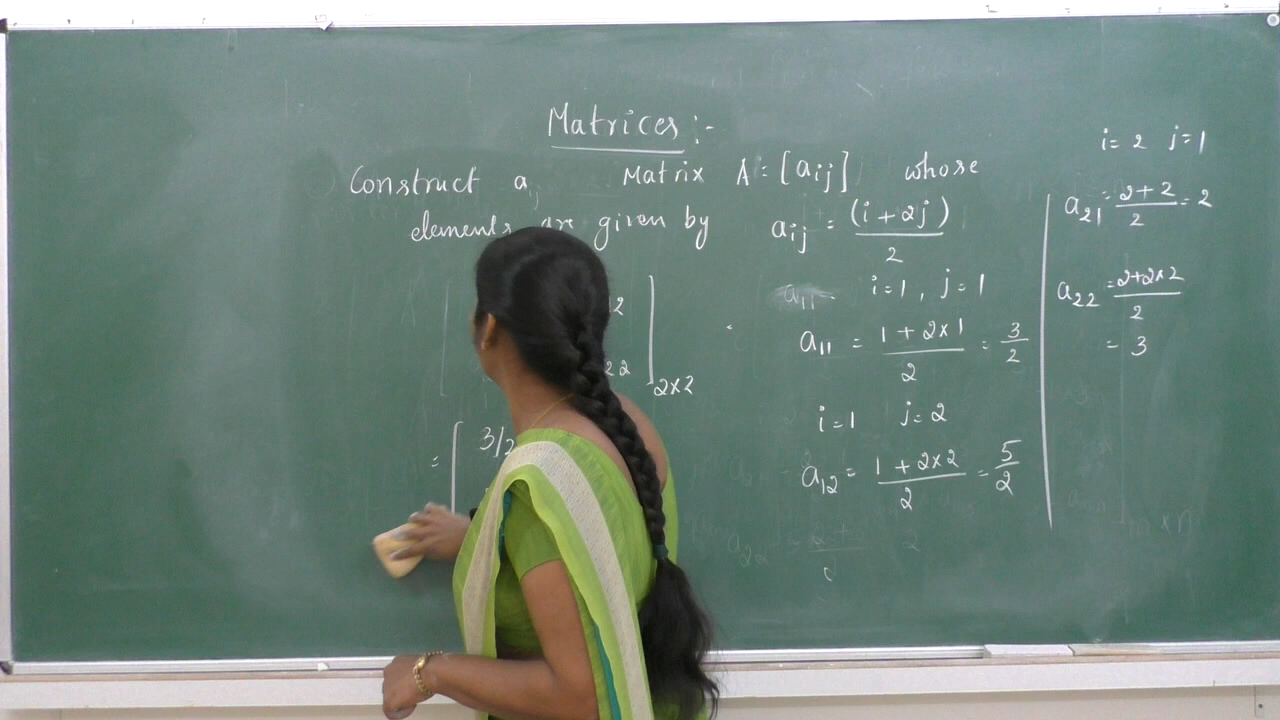 Matrices :-
Construct a Matrix A = [aij] whose
elements are given by aij = (i + 2j) / 2
a11 i=1, j=1
a11 = 1 + 2×1 / 2 = 3/2
i=1 j=2
a12 = 1 + 2×2 / 2 = 5/2
2×2
= [ 3/2
i=2 j=1
a21 = 2+2 / 2 = 2
a22 = 2+2×2 / 2
= 3